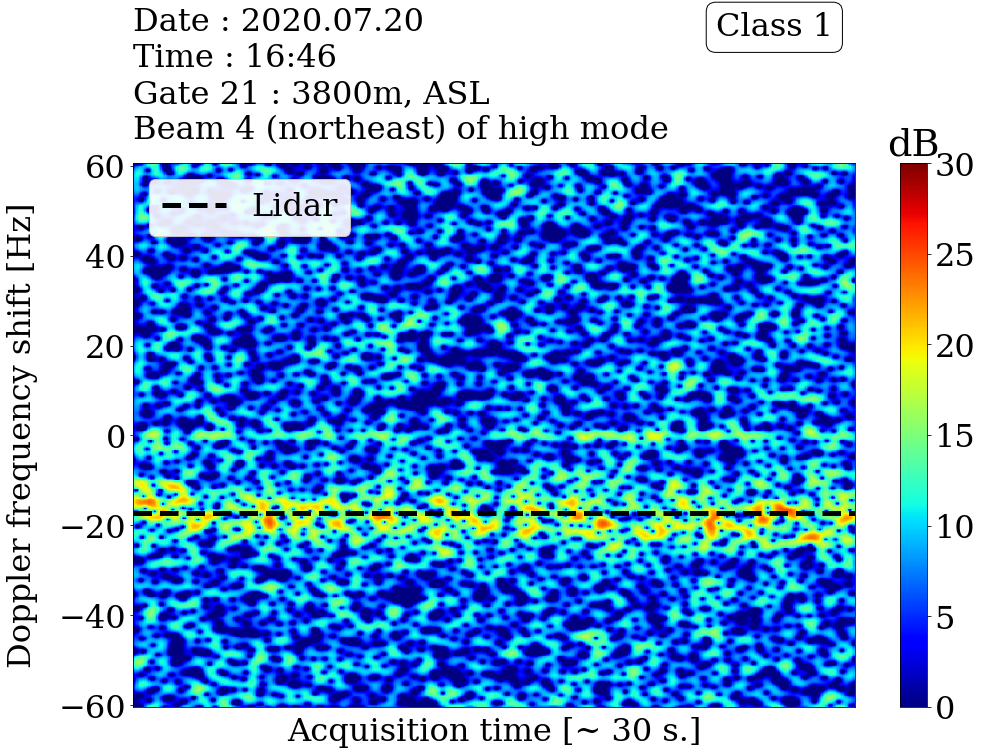 Date : 2020.07.20
Class 1
Time : 16:46
Gate 21 : 3800m, ASL
Beam 4 (northeast) of high mode
dB
60
40
20
0
−20
−40
−60
Doppler frequency shift [Hz]
Lidar
30
25
20
15
10
5
0
Acquisition time [~ 30 s.]